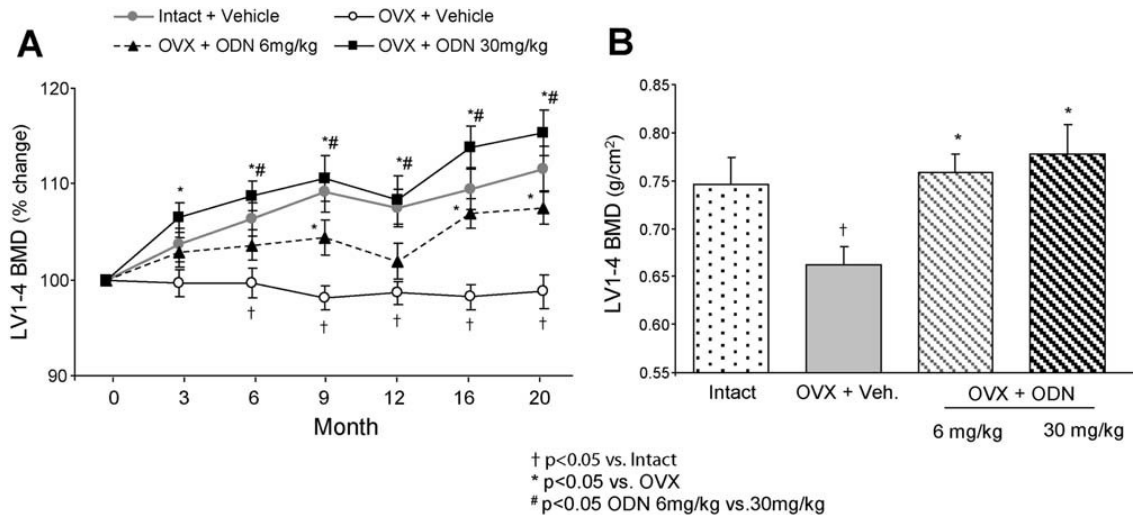 Intact + Vehicle
OVX + Vehicle
OVX + ODN 6mg/kg
OVX + ODN 30mg/kg
A
LV1-4 BMD (% change)
120
110
100
90
* *# *# *# *# *#
* * *
† † † † †
0 3 6 9 12 16 20
Month
B
LV1-4 BMD (g/cm²)
0.85
0.80
0.75
0.70
0.65
0.60
0.55
† * *
Intact OVX + Veh. OVX + ODN
6 mg/kg 30 mg/kg
† p<0.05 vs. Intact
* p<0.05 vs. OVX
# p<0.05 ODN 6mg/kg vs.30mg/kg